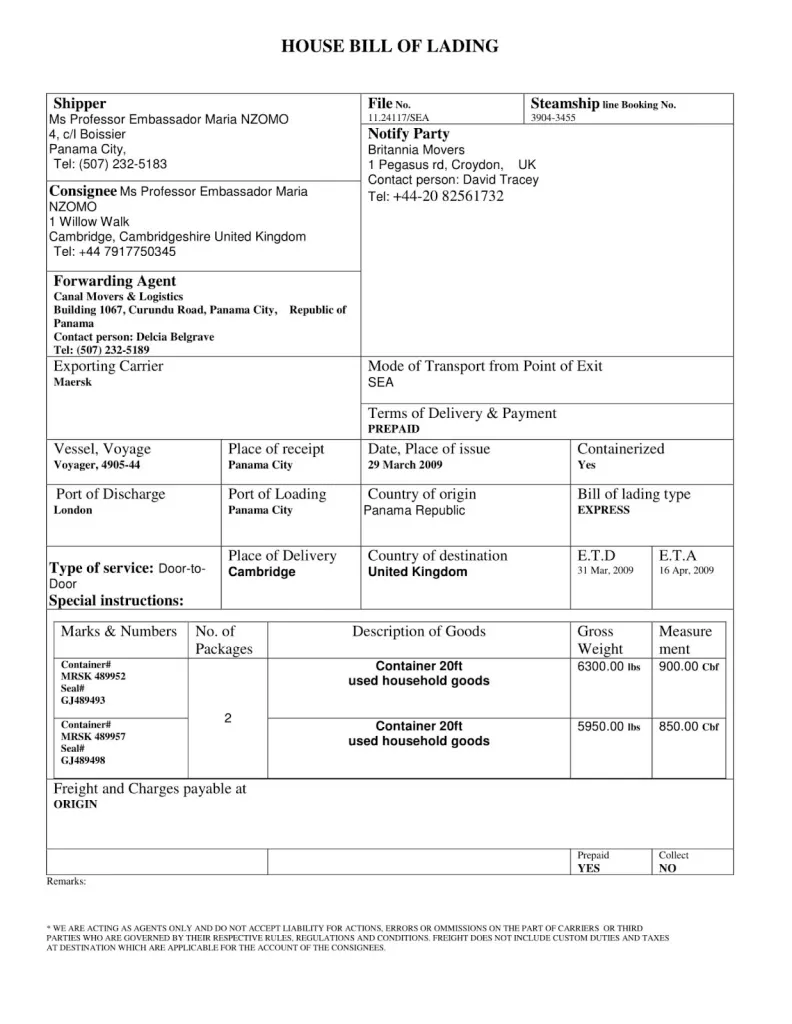 HOUSE BILL OF LADING
Shipper
Ms Professor Embassador Maria NZOMO
4, c/l Boissier
Panama City,
Tel: (507) 232-5183
File No.
11.24117/SEA
Steamship line Booking No.
3904-3455
Notify Party
Britannia Movers
1 Pegasus rd, Croydon, UK
Contact person: David Tracey
Tel: +44-20 82561732
Consignee Ms Professor Embassador Maria
NZOMO
1 Willow Walk
Cambridge, Cambridgeshire United Kingdom
Tel: +44 7917750345
Forwarding Agent
Canal Movers & Logistics
Building 1067, Curundu Road, Panama City, Republic of
Panama
Contact person: Delcia Belgrave
Tel: (507) 232-5189
Exporting Carrier
Maersk
Mode of Transport from Point of Exit
SEA
Terms of Delivery & Payment
PREPAID
Vessel, Voyage
Voyager, 4905-44
Place of receipt
Panama City
Date, Place of issue
29 March 2009
Containerized
Yes
Port of Discharge
London
Port of Loading
Panama City
Country of origin
Panama Republic
Bill of lading type
EXPRESS
Type of service: Door-to-
Door
Special instructions:
Place of Delivery
Cambridge
Country of destination
United Kingdom
E.T.D
31 Mar, 2009
E.T.A
16 Apr, 2009
Marks & Numbers
No. of
Packages
Description of Goods
Gross
Weight
Measure
ment
Container#
MRSK 489952
Seal#
GJ489493
2
Container 20ft
used household goods
6300.00 lbs
900.00 Cbf
Container#
MRSK 489957
Seal#
GJ489498
Container 20ft
used household goods
5950.00 lbs
850.00 Cbf
Freight and Charges payable at
ORIGIN
Prepaid
YES
Collect
NO
Remarks:
* WE ARE ACTING AS AGENTS ONLY AND DO NOT ACCEPT LIABILITY FOR ACTIONS, ERRORS OR OMMISSIONS ON THE PART OF CARRIERS OR THIRD
PARTIES WHO ARE GOVERNED BY THEIR RESPECTIVE RULES, REGULATIONS AND CONDITIONS. FREIGHT DOES NOT INCLUDE CUSTOM DUTIES AND TAXES
AT DESTINATION WHICH ARE APPLICABLE FOR THE ACCOUNT OF THE CONSIGNEES.